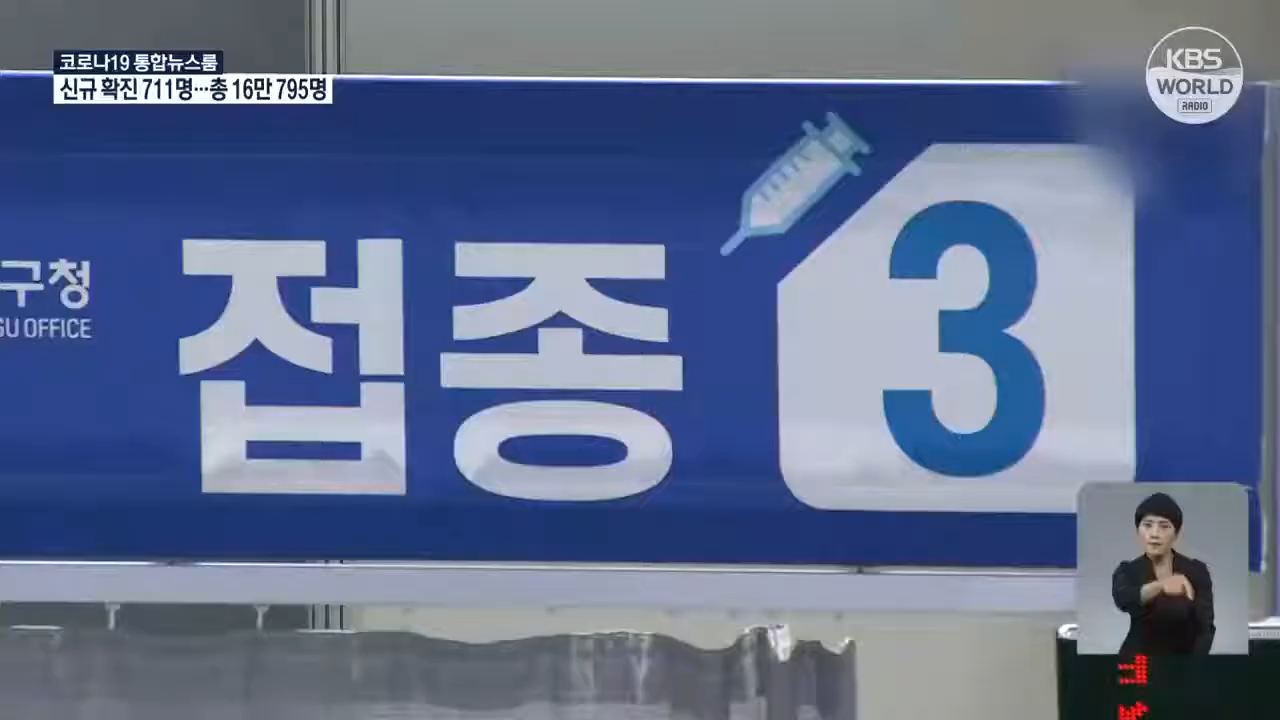 코로나19 통합뉴스룸
신규 확진 711명…총 16만 795명
KBS
WORLD
RADIO
구청
GU OFFICE
접종 3